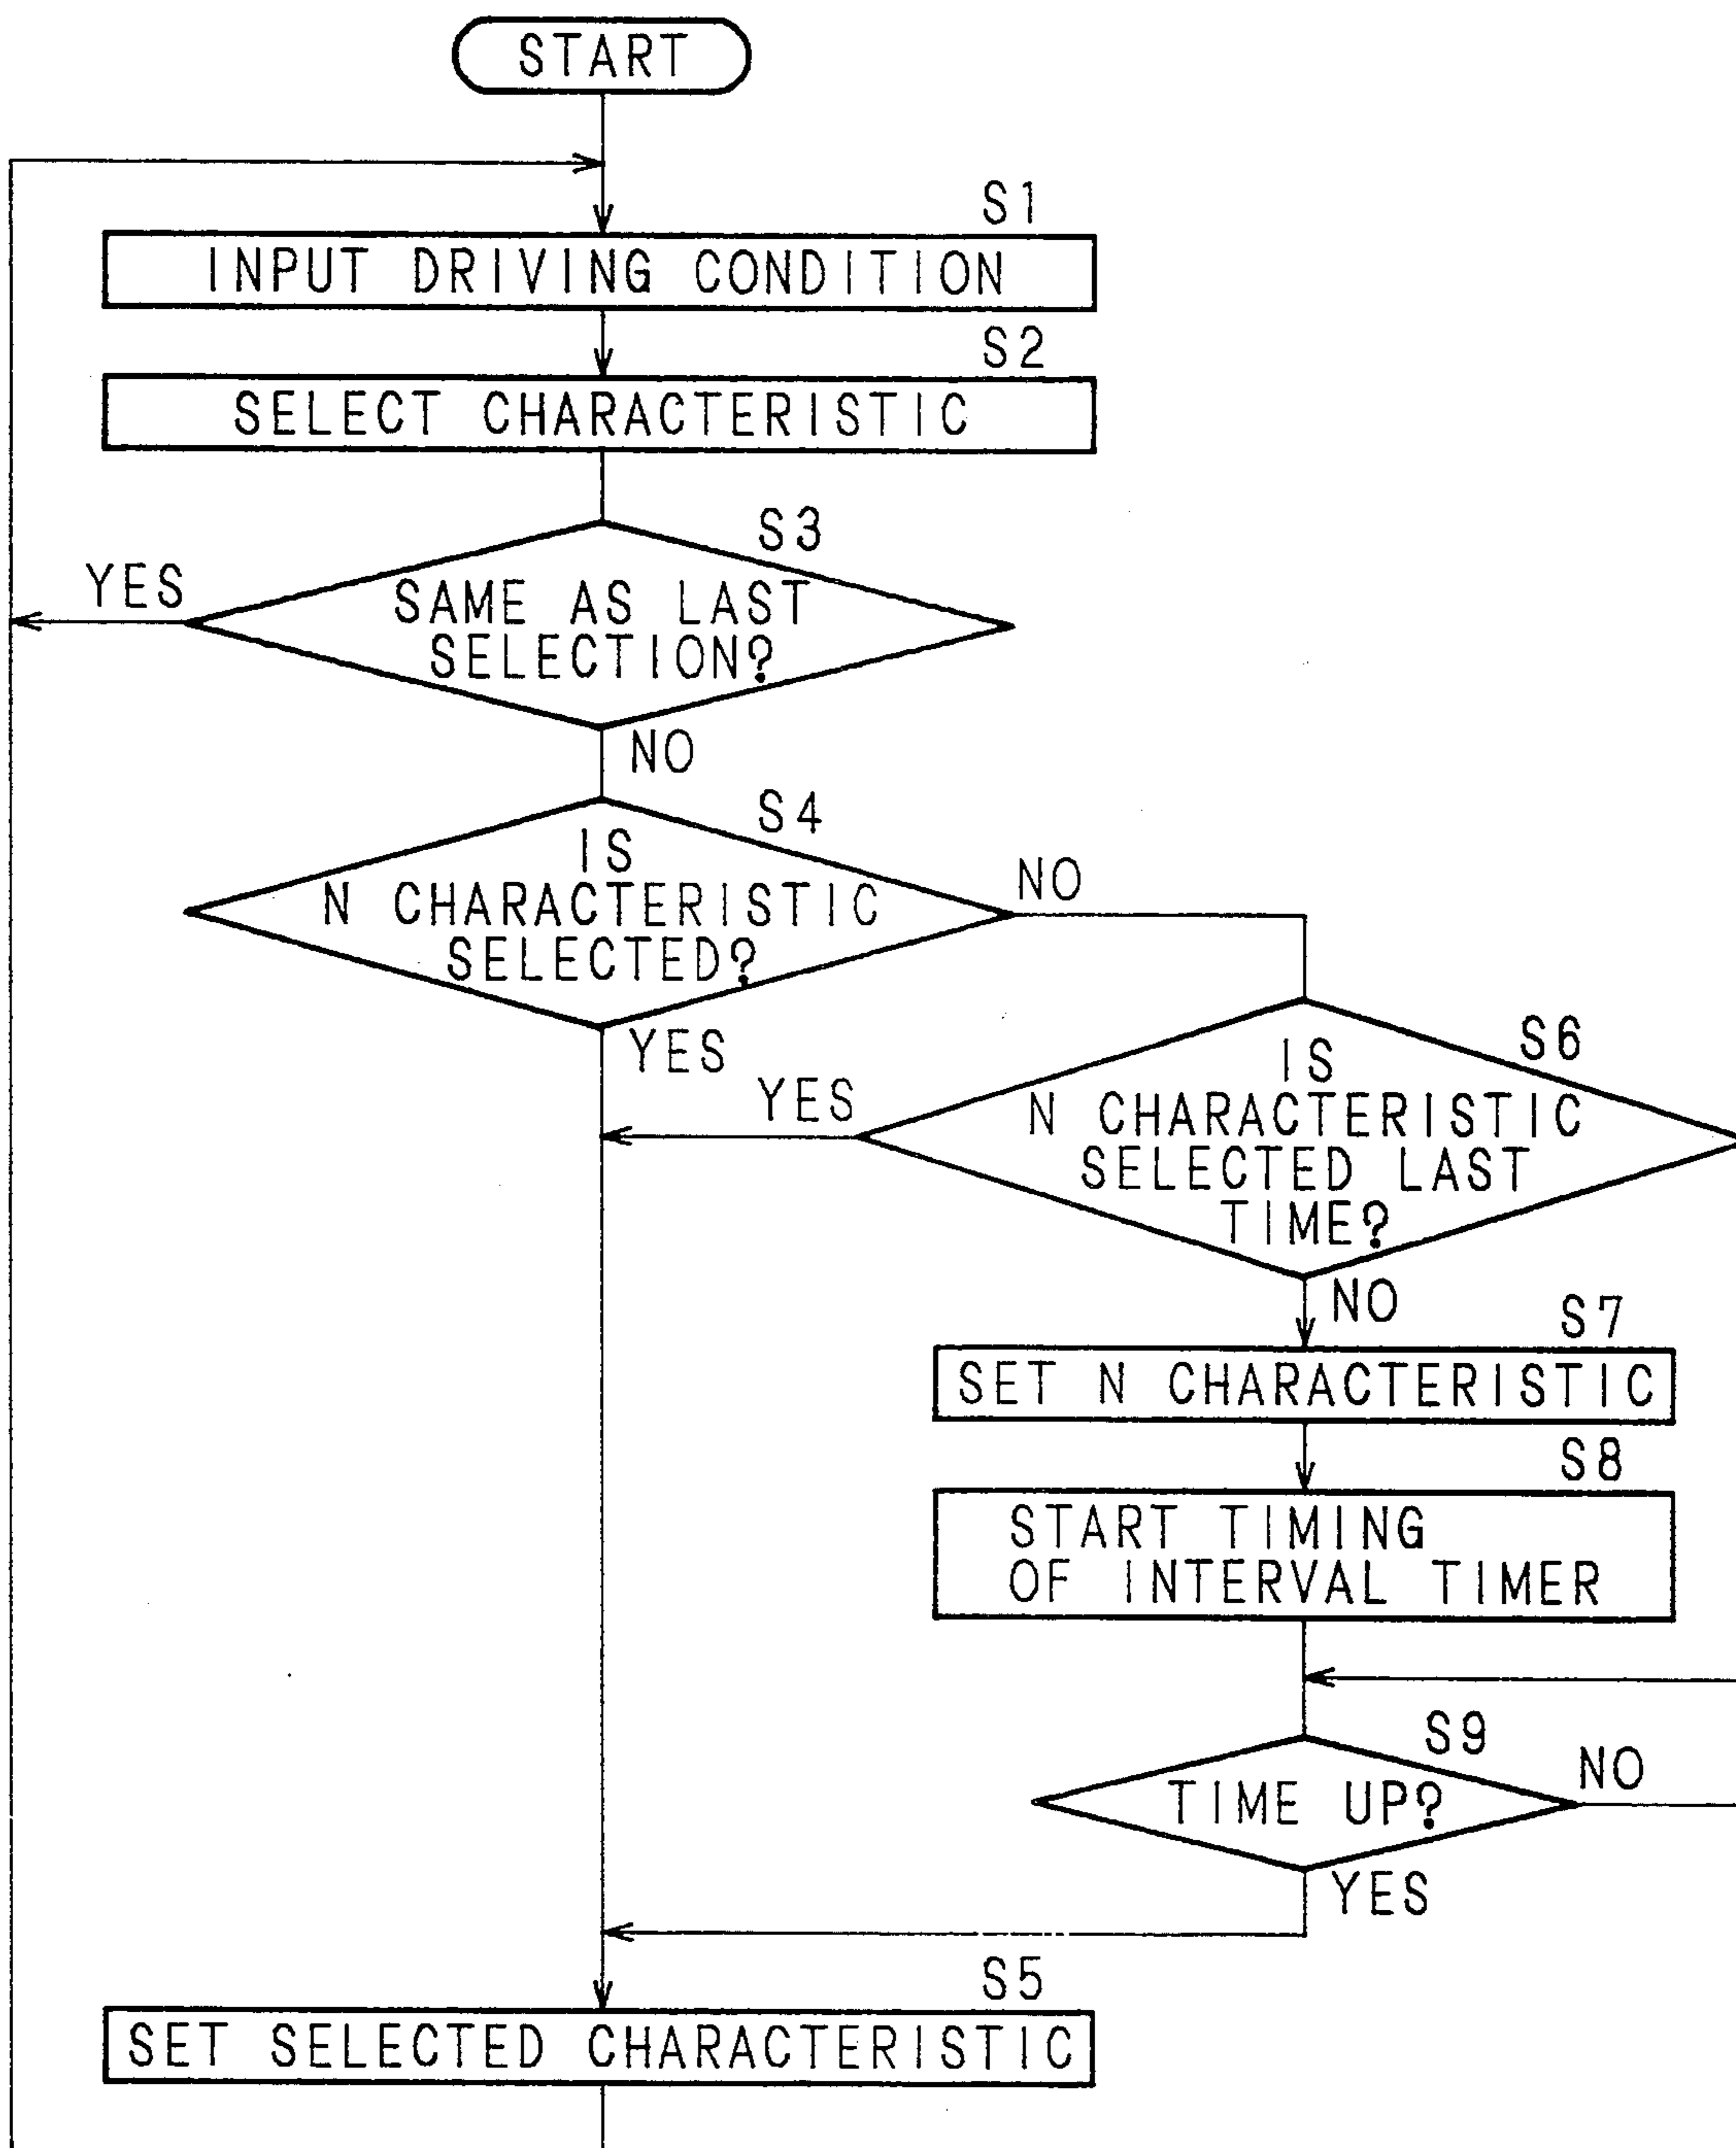 START
S1
INPUT DRIVING CONDITION
S2
SELECT CHARACTERISTIC
S3
YES
SAME AS LAST
SELECTION?
NO
S4
IS
N CHARACTERISTIC
SELECTED?
NO
YES
S6
YES
IS
N CHARACTERISTIC
SELECTED LAST
TIME?
NO
S7
SET N CHARACTERISTIC
S8
START TIMING
OF INTERVAL TIMER
S9
NO
TIME UP?
YES
S5
SET SELECTED CHARACTERISTIC